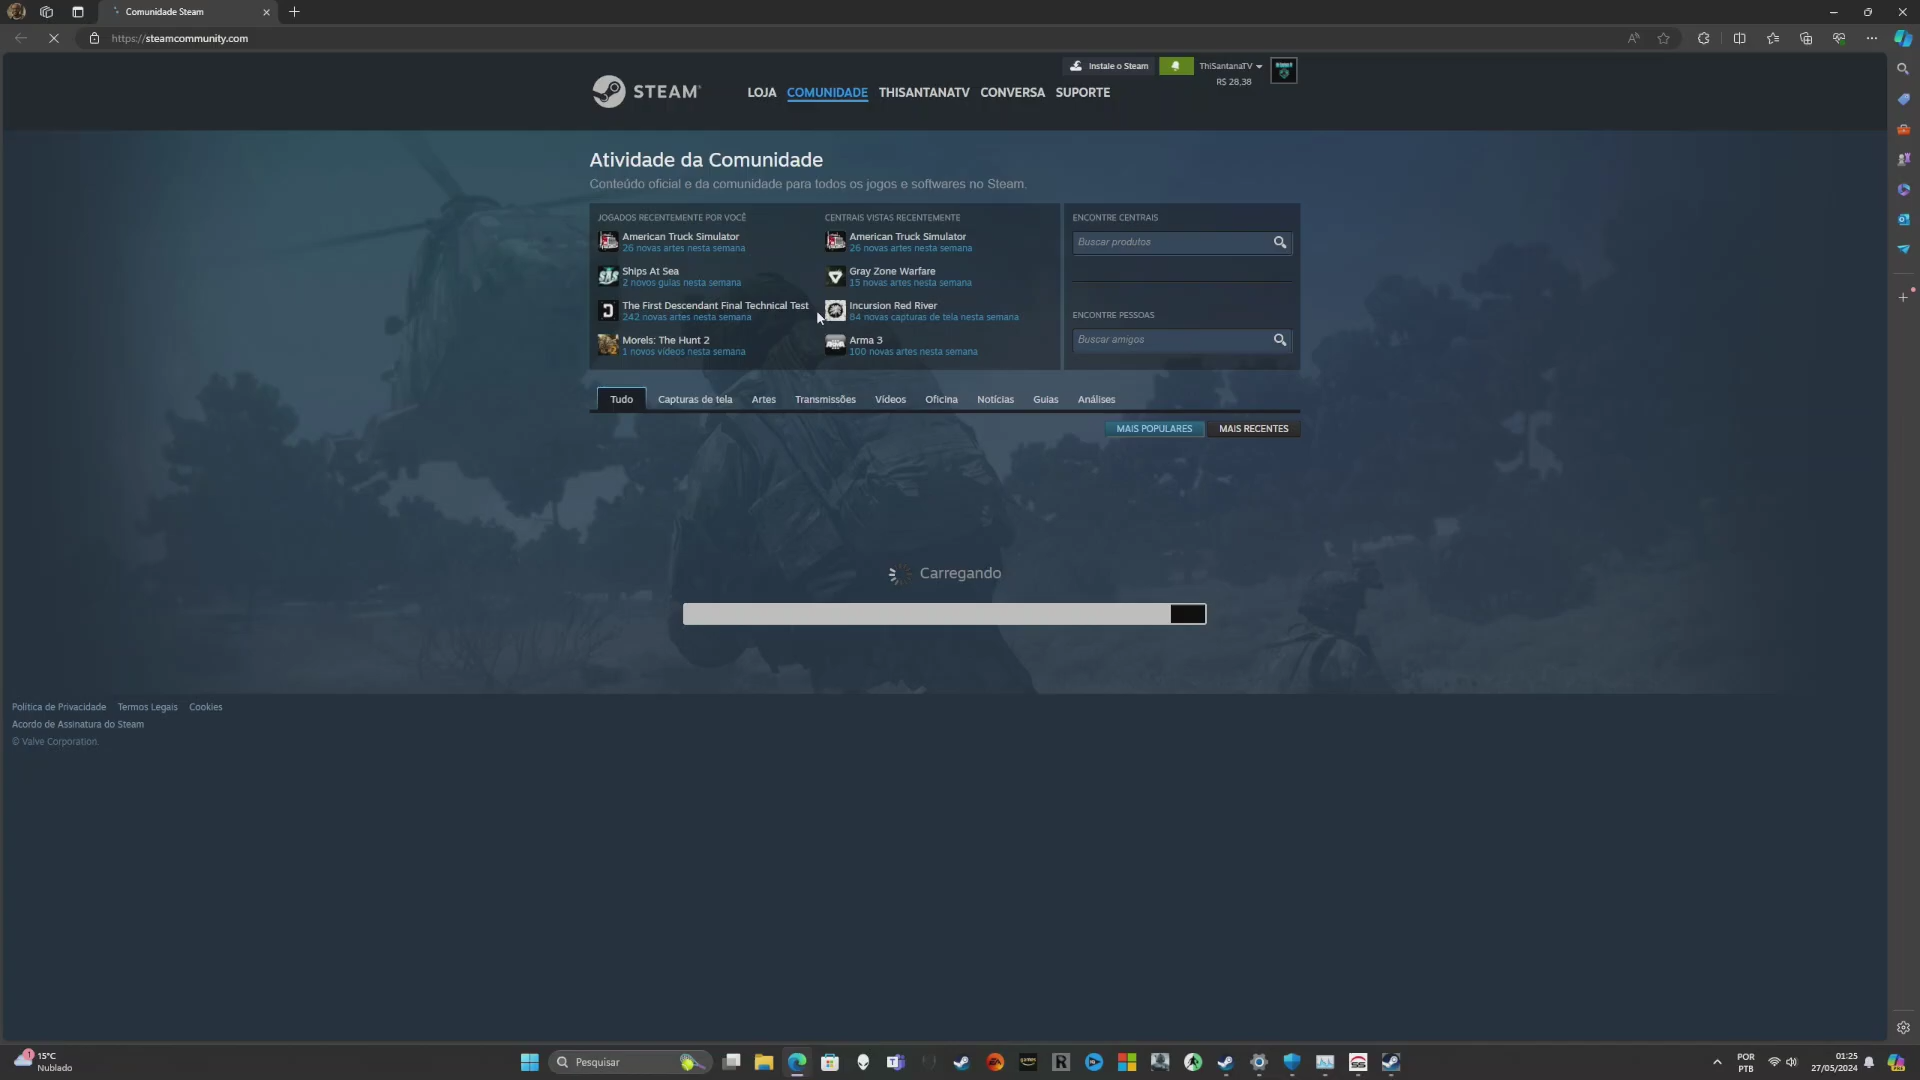 Comunidade Steam
https://steamcommunity.com
Instale o Steam
ThiSantanaTV
R$ 28,38
STEAM
LOJA COMUNIDADE THISANTANATV CONVERSA SUPORTE
Atividade da Comunidade
Conteúdo oficial e da comunidade para todos os jogos e softwares no Steam.
JOGADOS RECENTEMENTE POR VOCÊ
American Truck Simulator
26 novas artes nesta semana
Ships At Sea
2 novos guias nesta semana
The First Descendant Final Technical Test
242 novas artes nesta semana
Morels: The Hunt 2
1 novos vídeos nesta semana
CENTRAIS VISTAS RECENTEMENTE
American Truck Simulator
26 novas artes nesta semana
Gray Zone Warfare
15 novas artes nesta semana
Incursion Red River
84 novas capturas de tela nesta semana
Arma 3
100 novas artes nesta semana
ENCONTRE CENTRAIS
Buscar produtos
ENCONTRE PESSOAS
Buscar amigos
Tudo Capturas de tela Artes Transmissões Vídeos Oficina Notícias Guias Análises
MAIS POPULARES MAIS RECENTES
Carregando
Política de Privacidade Termos Legais Cookies
Acordo de Assinatura do Steam
© Valve Corporation.
15°C
Nublado
Pesquisar
POR
PTB
01:25
27/05/2024